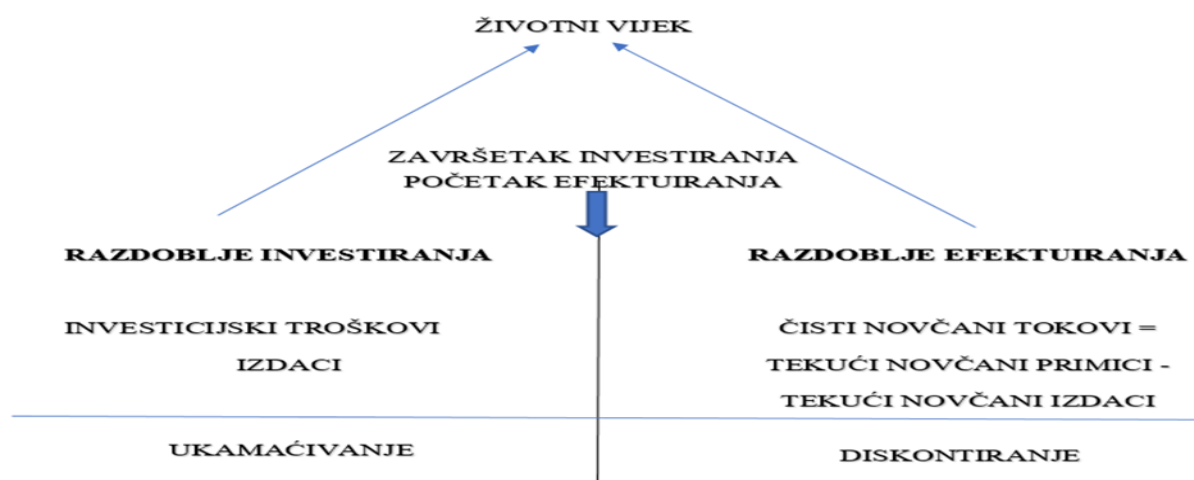 ŽIVOTNI VIJEK
ZAVRŠETAK INVESTIRANJA
POČETAK EFEKTUIRANJA
RAZDOBLJE INVESTIRANJA
RAZDOBLJE EFEKTUIRANJA
INVESTICIJSKI TROŠKOVI
IZDACI
ČISTI NOVČANI TOKOVI =
TEKUĆI NOVČANI PRIMICI -
TEKUĆI NOVČANI IZDACI
UKAMAĆIVANJE
DISKONTIRANJE